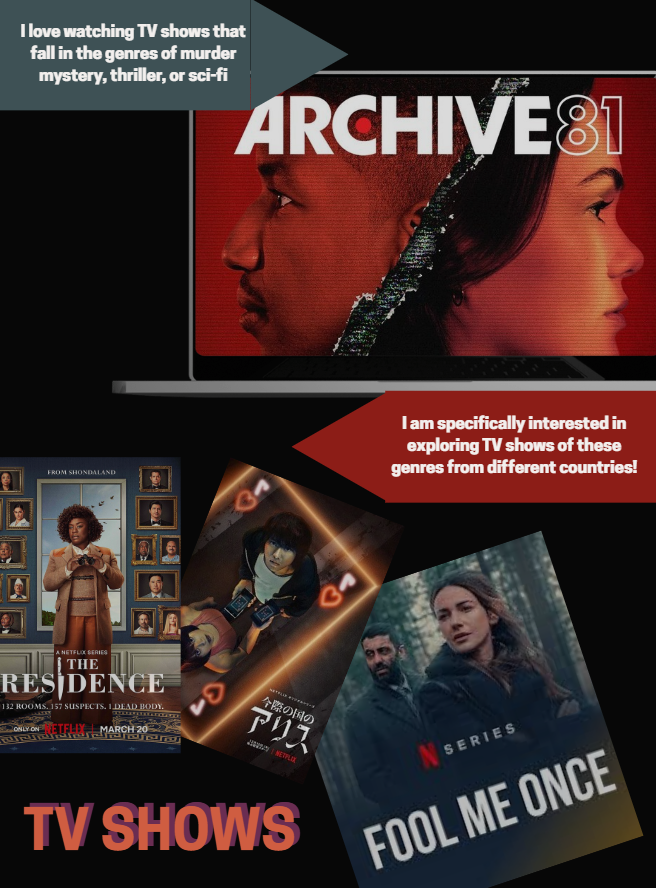 I love watching TV shows that
fall in the genres of murder
mystery, thriller, or sci-fi
ARCHIVE 81
I am specifically interested in
exploring TV shows of these
genres from different countries!
FROM SHONDALAND
A NETFLIX SERIES
THE
RESIDENCE
132 ROOMS. 157 SUSPECTS. 1 DEAD BODY.
ONLY ON NETFLIX | MARCH 20
今際の国の
アリス
NETFLIX
N SERIES
FOOL ME ONCE
TV SHOWS